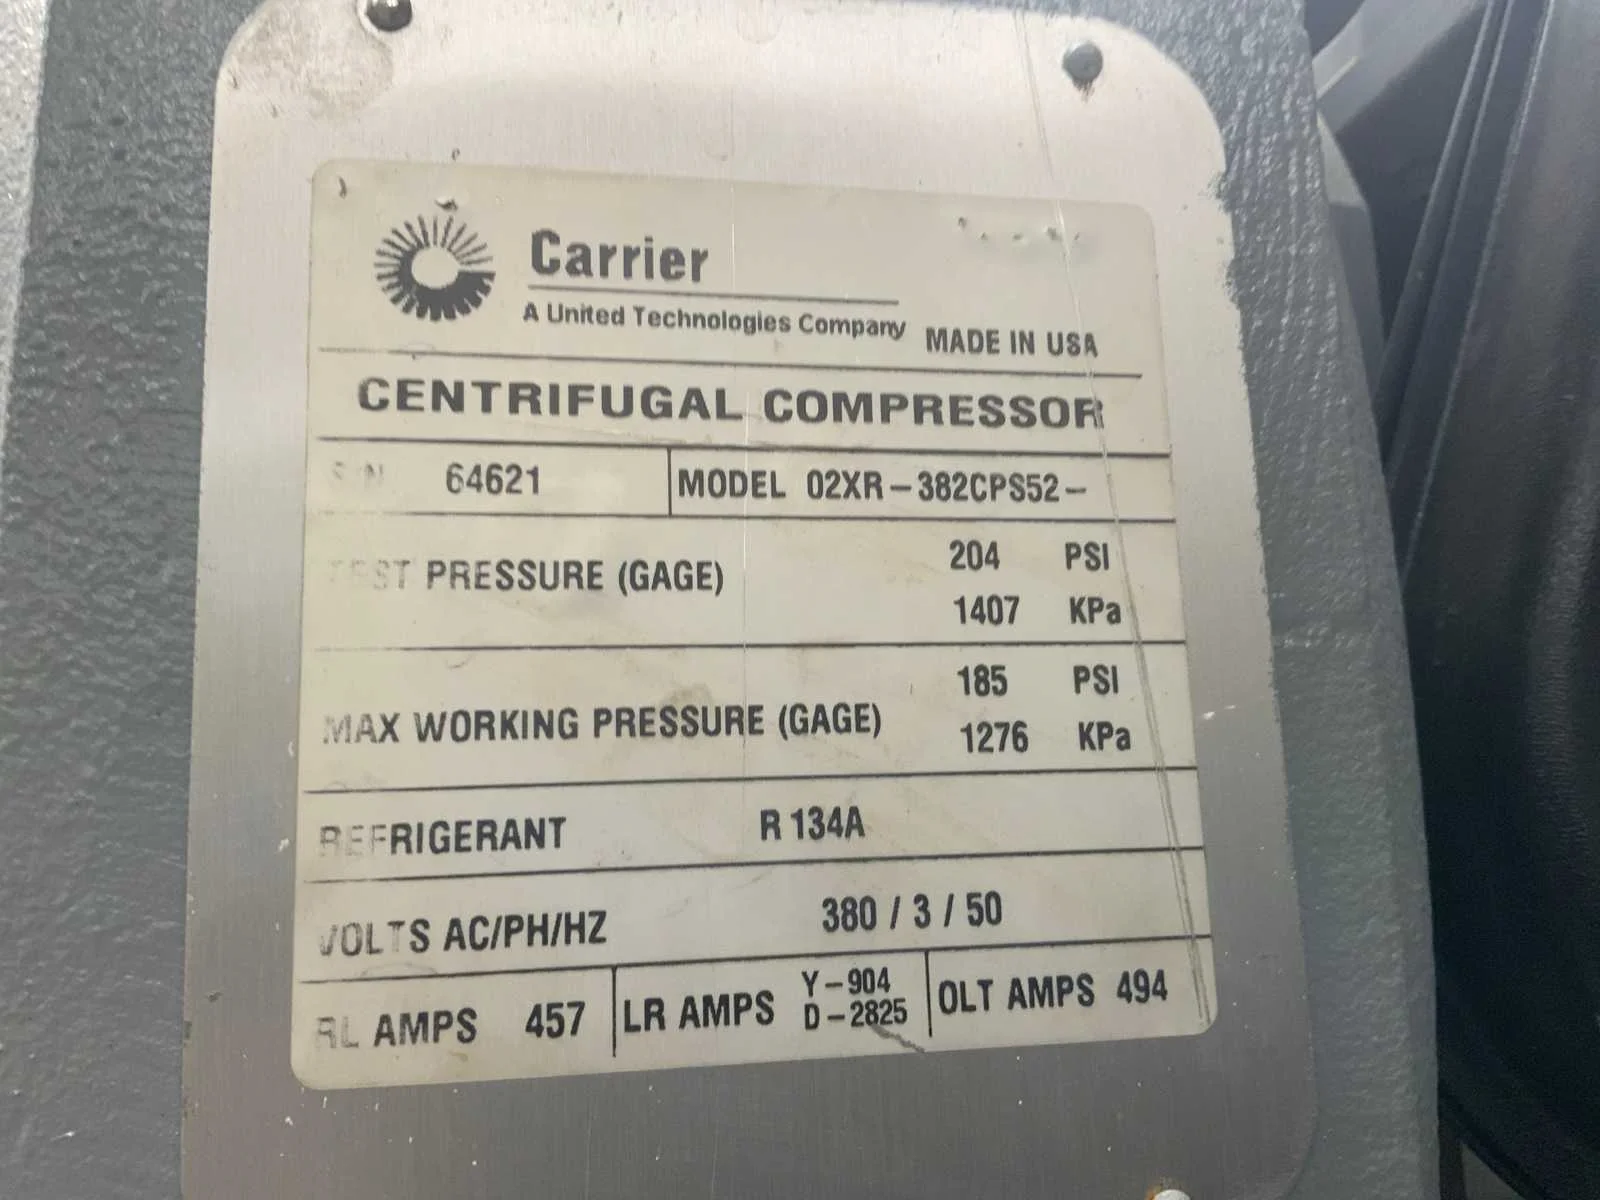 Carrier
A United Technologies Company
MADE IN USA
CENTRIFUGAL COMPRESSOR
S/N 64621 MODEL 02XR-382CPS52-
TEST PRESSURE (GAGE) 204 PSI
1407 KPa
MAX WORKING PRESSURE (GAGE) 185 PSI
1276 KPa
REFRIGERANT R 134A
VOLTS AC/PH/HZ 380 / 3 / 50
RL AMPS 457 LR AMPS Y-904
D-2825
OLT AMPS 494